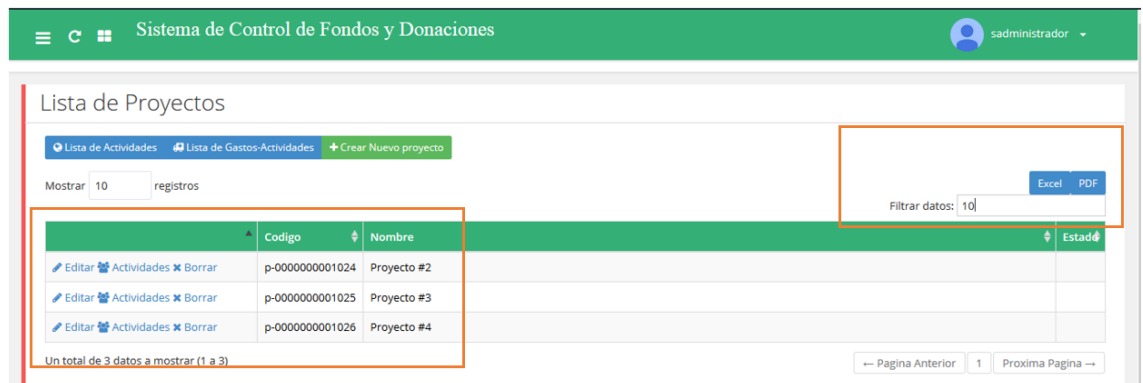 Sistema de Control de Fondos y Donaciones
sadministrador
Lista de Proyectos
Lista de Actividades Lista de Gastos-Actividades Crear Nuevo proyecto
Mostrar 10 registros
Excel PDF
Filtrar datos: 10
Codigo Nombre Estado
Editar Actividades Borrar p-0000000001024 Proyecto #2
Editar Actividades Borrar p-0000000001025 Proyecto #3
Editar Actividades Borrar p-0000000001026 Proyecto #4
Un total de 3 datos a mostrar (1 a 3)
← Pagina Anterior 1 Proxima Pagina →